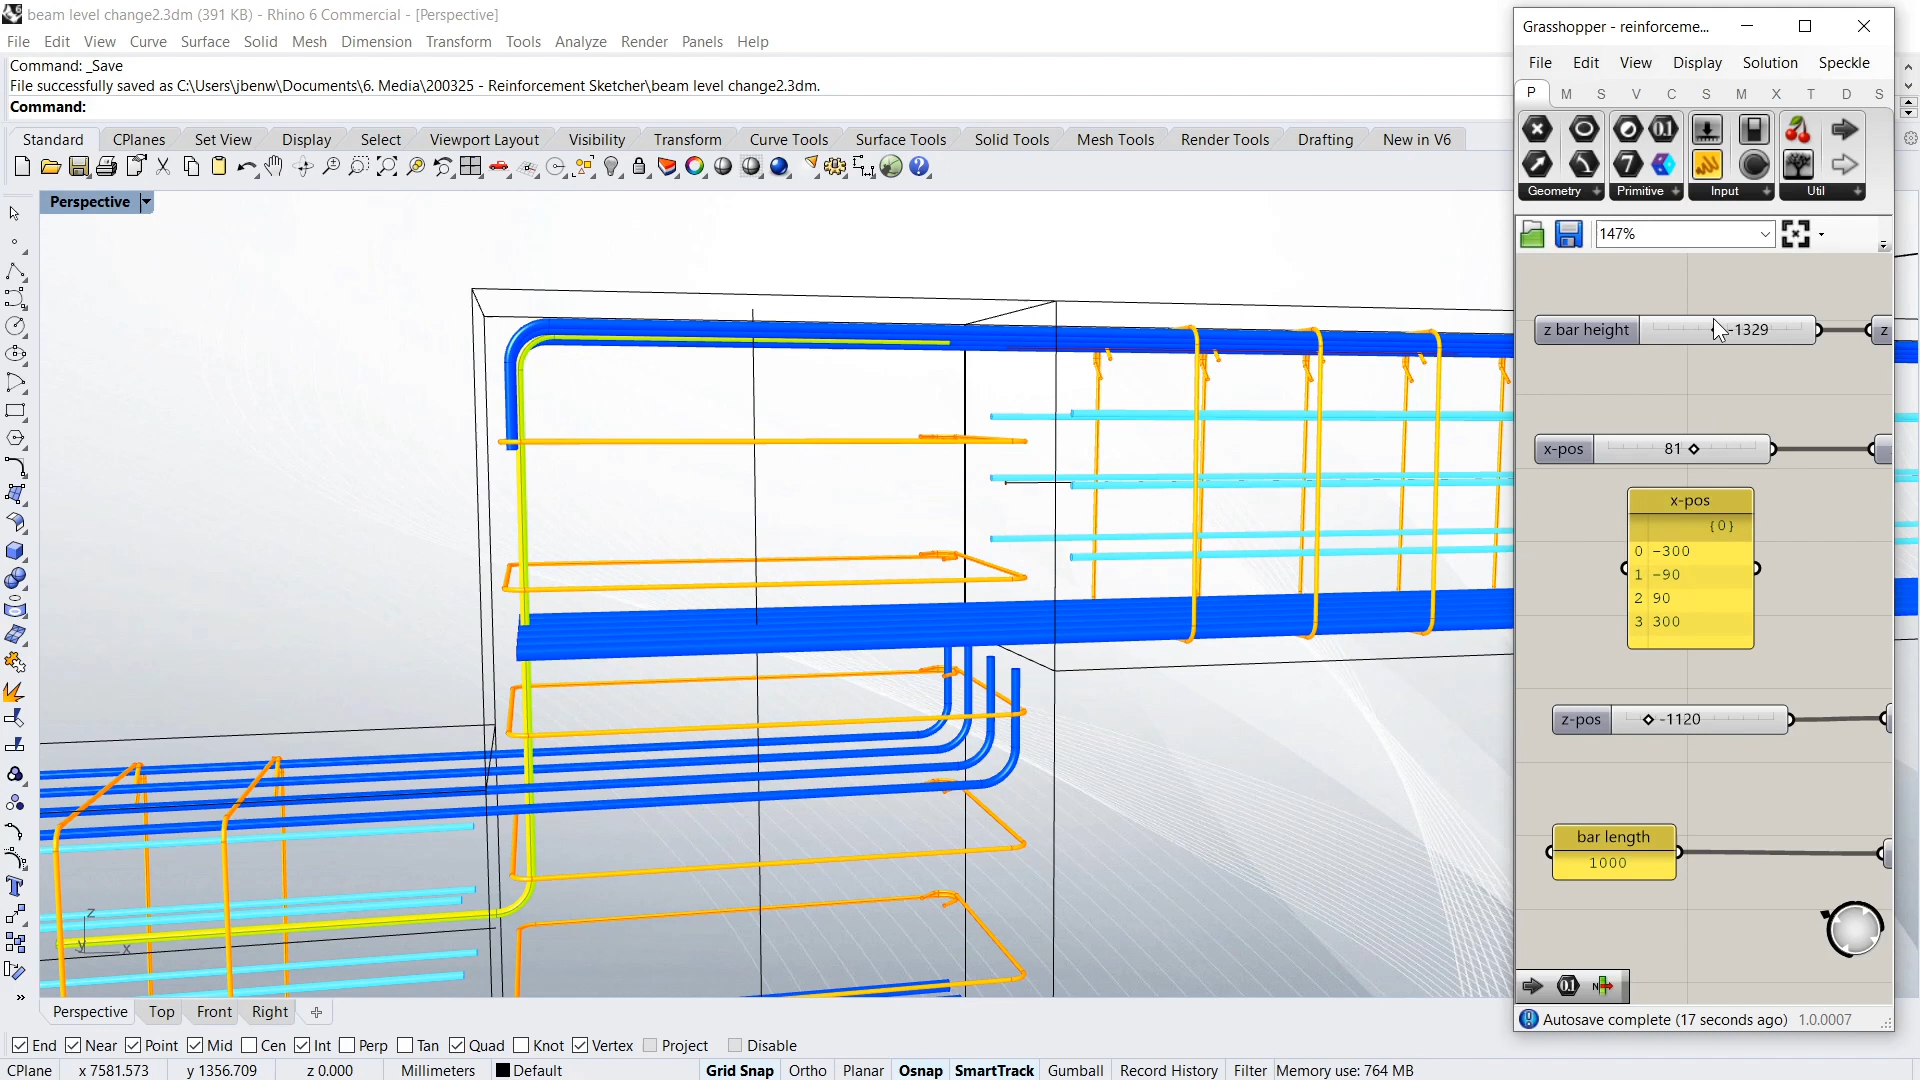 beam level change2.3dm (391 KB) - Rhino 6 Commercial - [Perspective]
File Edit View Curve Surface Solid Mesh Dimension Transform Tools Analyze Render Panels Help
Command: _Save
File successfully saved as C:\Users\jbenw\Documents\6. Media\200325 - Reinforcement Sketcher\beam level change2.3dm.
Command:
Standard CPlanes Set View Display Select Viewport Layout Visibility Transform Curve Tools Surface Tools Solid Tools Mesh Tools Render Tools Drafting New in V6
Perspective
z
y x
Perspective Top Front Right
End Near Point Mid Cen Int Perp Tan Quad Knot Vertex Project Disable
CPlane x 7581.573 y 1356.709 z 0.000 Millimeters Default Grid Snap Ortho Planar Osnap SmartTrack Gumball Record History Filter Memory use: 764 MB
Grasshopper - reinforceme...
File Edit View Display Solution Speckle
P M S V C S M X T D S
Geometry Primitive Input Util
147%
z bar height -1329 z
x-pos 81
x-pos
{0}
0 -300
1 -90
2 90
3 300
z-pos -1120
bar length
1000
Autosave complete (17 seconds ago) 1.0.0007